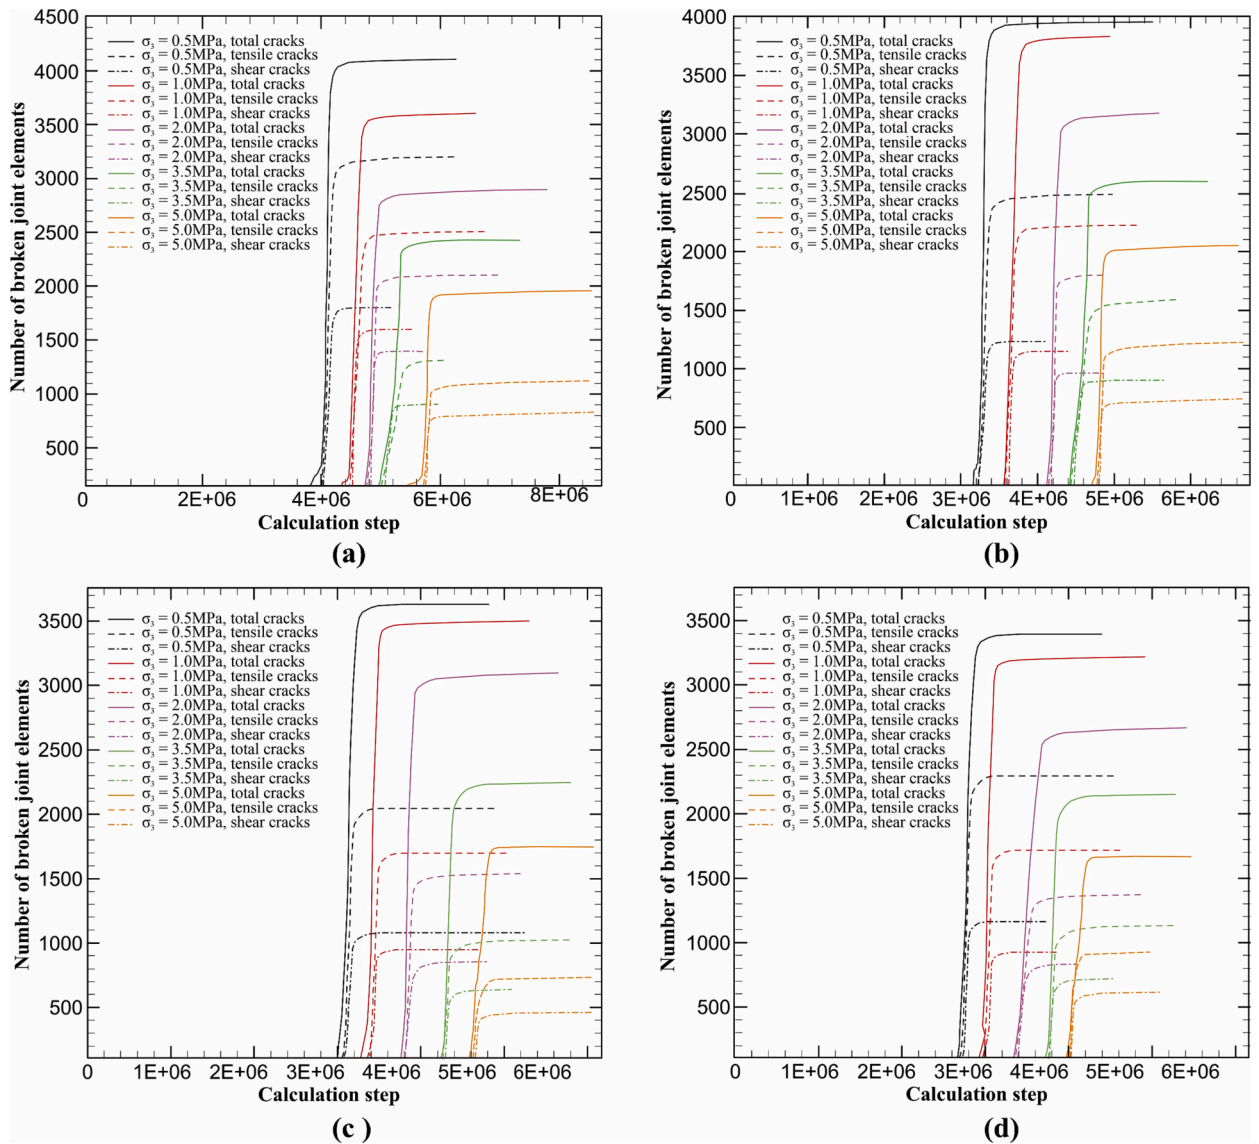 4500
4000
3500
3000
2500
2000
1500
1000
500
Number of broken joint elements
σ₃ = 0.5MPa, total cracks
σ₃ = 0.5MPa, tensile cracks
σ₃ = 0.5MPa, shear cracks
σ₃ = 1.0MPa, total cracks
σ₃ = 1.0MPa, tensile cracks
σ₃ = 1.0MPa, shear cracks
σ₃ = 2.0MPa, total cracks
σ₃ = 2.0MPa, tensile cracks
σ₃ = 2.0MPa, shear cracks
σ₃ = 3.5MPa, total cracks
σ₃ = 3.5MPa, tensile cracks
σ₃ = 3.5MPa, shear cracks
σ₃ = 5.0MPa, total cracks
σ₃ = 5.0MPa, tensile cracks
σ₃ = 5.0MPa, shear cracks
0 2E+06 4E+06 6E+06 8E+06
Calculation step
(a)
4000
3500
3000
2500
2000
1500
1000
500
Number of broken joint elements
σ₃ = 0.5MPa, total cracks
σ₃ = 0.5MPa, tensile cracks
σ₃ = 0.5MPa, shear cracks
σ₃ = 1.0MPa, total cracks
σ₃ = 1.0MPa, tensile cracks
σ₃ = 1.0MPa, shear cracks
σ₃ = 2.0MPa, total cracks
σ₃ = 2.0MPa, tensile cracks
σ₃ = 2.0MPa, shear cracks
σ₃ = 3.5MPa, total cracks
σ₃ = 3.5MPa, tensile cracks
σ₃ = 3.5MPa, shear cracks
σ₃ = 5.0MPa, total cracks
σ₃ = 5.0MPa, tensile cracks
σ₃ = 5.0MPa, shear cracks
0 1E+06 2E+06 3E+06 4E+06 5E+06 6E+06
Calculation step
(b)
3500
3000
2500
2000
1500
1000
500
Number of broken joint elements
σ₃ = 0.5MPa, total cracks
σ₃ = 0.5MPa, tensile cracks
σ₃ = 0.5MPa, shear cracks
σ₃ = 1.0MPa, total cracks
σ₃ = 1.0MPa, tensile cracks
σ₃ = 1.0MPa, shear cracks
σ₃ = 2.0MPa, total cracks
σ₃ = 2.0MPa, tensile cracks
σ₃ = 2.0MPa, shear cracks
σ₃ = 3.5MPa, total cracks
σ₃ = 3.5MPa, tensile cracks
σ₃ = 3.5MPa, shear cracks
σ₃ = 5.0MPa, total cracks
σ₃ = 5.0MPa, tensile cracks
σ₃ = 5.0MPa, shear cracks
0 1E+06 2E+06 3E+06 4E+06 5E+06 6E+06
Calculation step
(c )
3500
3000
2500
2000
1500
1000
500
Number of broken joint elements
σ₃ = 0.5MPa, total cracks
σ₃ = 0.5MPa, tensile cracks
σ₃ = 0.5MPa, shear cracks
σ₃ = 1.0MPa, total cracks
σ₃ = 1.0MPa, tensile cracks
σ₃ = 1.0MPa, shear cracks
σ₃ = 2.0MPa, total cracks
σ₃ = 2.0MPa, tensile cracks
σ₃ = 2.0MPa, shear cracks
σ₃ = 3.5MPa, total cracks
σ₃ = 3.5MPa, tensile cracks
σ₃ = 3.5MPa, shear cracks
σ₃ = 5.0MPa, total cracks
σ₃ = 5.0MPa, tensile cracks
σ₃ = 5.0MPa, shear cracks
0 1E+06 2E+06 3E+06 4E+06 5E+06 6E+06
Calculation step
(d)